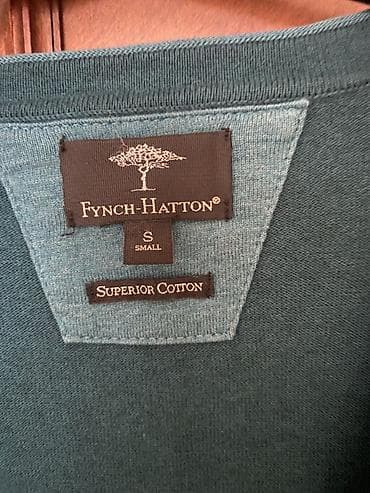 FYNCH-HATTON®
S
SMALL
SUPERIOR COTTON